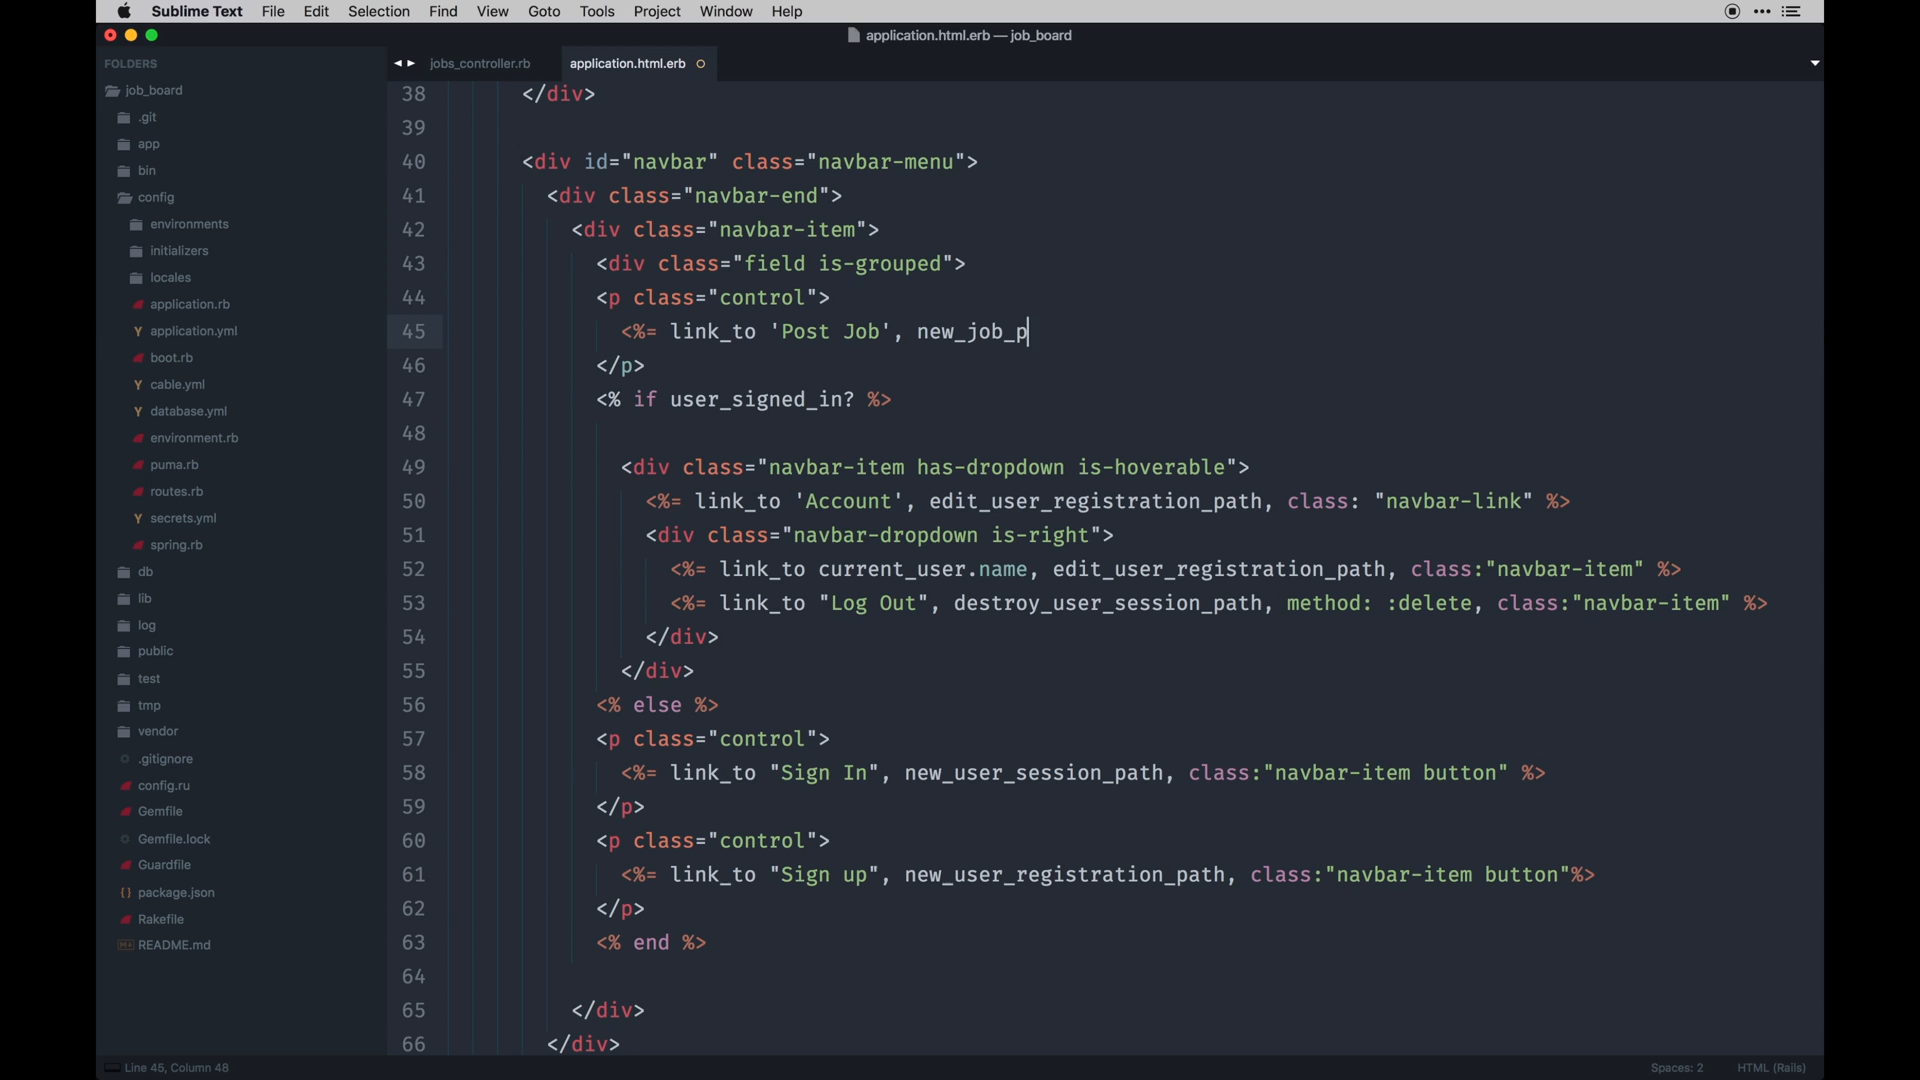 Sublime Text File Edit Selection Find View Goto Tools Project Window Help
application.html.erb — job_board
FOLDERS
job_board
.git
app
bin
config
environments
initializers
locales
application.rb
application.yml
boot.rb
cable.yml
database.yml
environment.rb
puma.rb
routes.rb
secrets.yml
spring.rb
db
lib
log
public
test
tmp
vendor
.gitignore
config.ru
Gemfile
Gemfile.lock
Guardfile
package.json
Rakefile
README.md
jobs_controller.rb application.html.erb
38 </div>
39
40 <div id="navbar" class="navbar-menu">
41 <div class="navbar-end">
42 <div class="navbar-item">
43 <div class="field is-grouped">
44 <p class="control">
45 <%= link_to 'Post Job', new_job_p
46 </p>
47 <% if user_signed_in? %>
48
49 <div class="navbar-item has-dropdown is-hoverable">
50 <%= link_to 'Account', edit_user_registration_path, class: "navbar-link" %>
51 <div class="navbar-dropdown is-right">
52 <%= link_to current_user.name, edit_user_registration_path, class:"navbar-item" %>
53 <%= link_to "Log Out", destroy_user_session_path, method: :delete, class:"navbar-item" %>
54 </div>
55 </div>
56 <% else %>
57 <p class="control">
58 <%= link_to "Sign In", new_user_session_path, class:"navbar-item button" %>
59 </p>
60 <p class="control">
61 <%= link_to "Sign up", new_user_registration_path, class:"navbar-item button"%>
62 </p>
63 <% end %>
64
65 </div>
66 </div>
Line 45, Column 48 Spaces: 2 HTML (Rails)